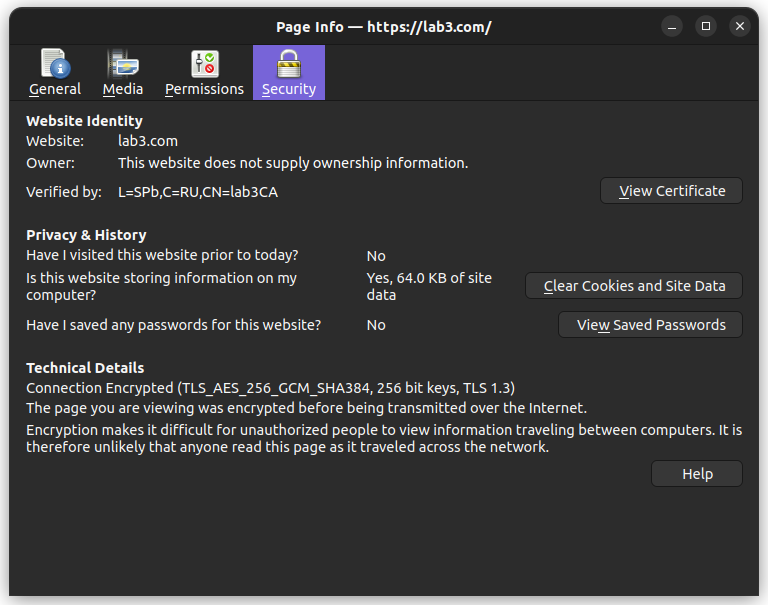 Page Info — https://lab3.com/
General Media Permissions Security
Website Identity
Website: lab3.com
Owner: This website does not supply ownership information.
Verified by: L=SPb,C=RU,CN=lab3CA View Certificate
Privacy & History
Have I visited this website prior to today? No
Is this website storing information on my computer? Yes, 64.0 KB of site data Clear Cookies and Site Data
Have I saved any passwords for this website? No View Saved Passwords
Technical Details
Connection Encrypted (TLS_AES_256_GCM_SHA384, 256 bit keys, TLS 1.3)
The page you are viewing was encrypted before being transmitted over the Internet.
Encryption makes it difficult for unauthorized people to view information traveling between computers. It is
therefore unlikely that anyone read this page as it traveled across the network.
Help